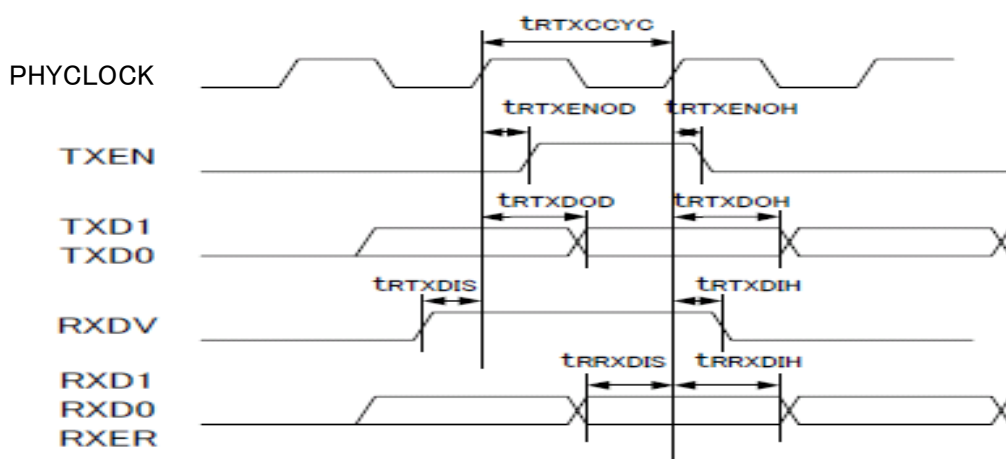 tRTXCCYC
PHYCLOCK
tRTXENOD tRTXENOH
TXEN
tRTXDOD tRTXDOH
TXD1
TXD0
tRTXDIS tRTXDIH
RXDV
tRRXDIS tRRXDIH
RXD1
RXD0
RXER